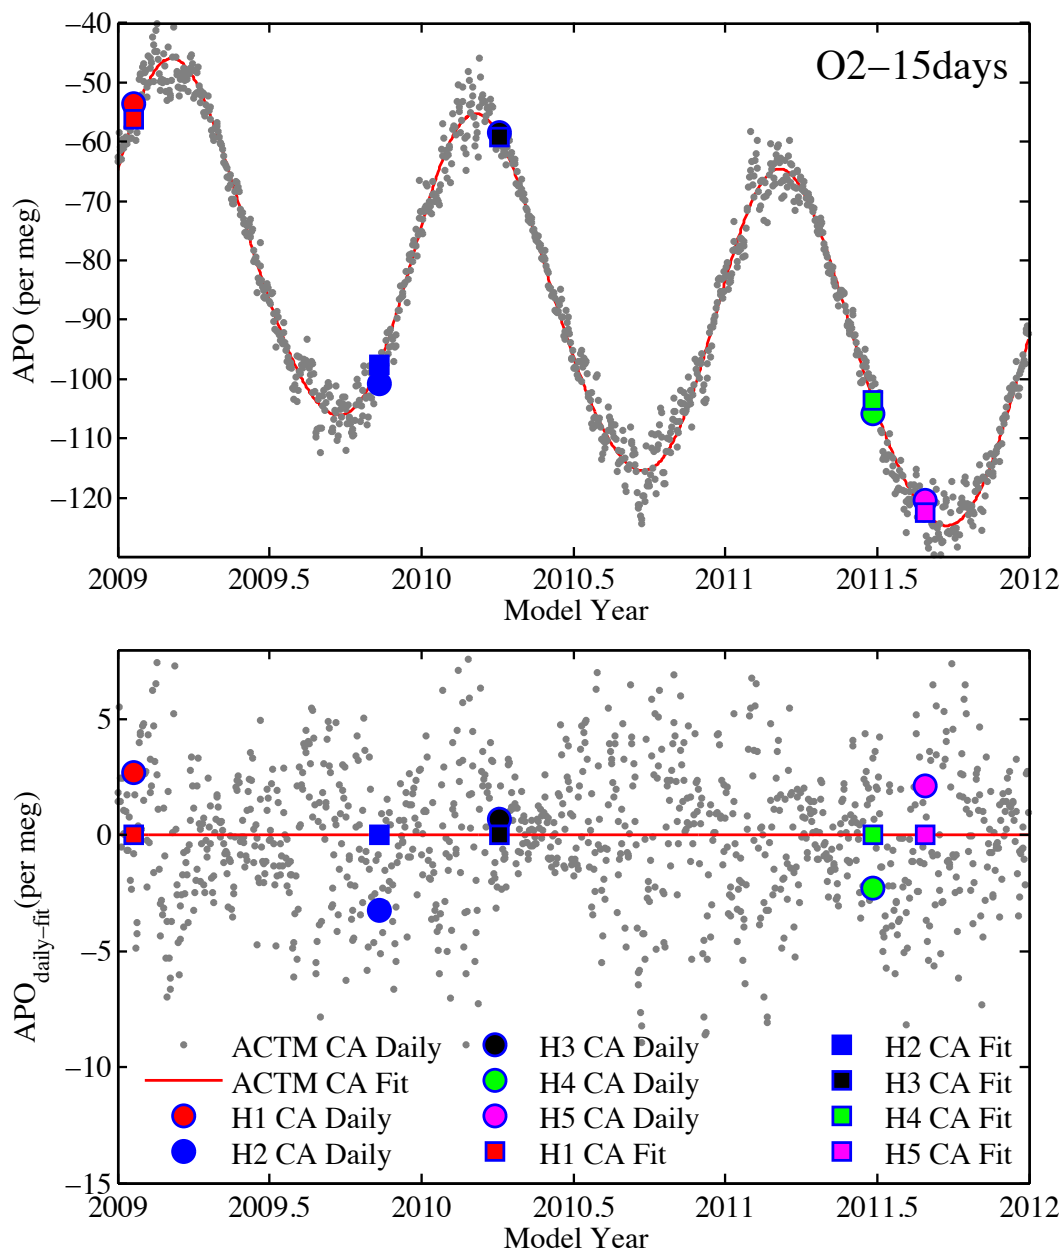 −40
−50
−60
−70
−80
−90
−100
−110
−120
APO (per meg)
O2−15days
2009 2009.5 2010 2010.5 2011 2011.5 2012
Model Year
5
0
−5
−10
−15
APO daily−fit (per meg)
ACTM CA Daily
ACTM CA Fit
H1 CA Daily
H2 CA Daily
H3 CA Daily
H4 CA Daily
H5 CA Daily
H1 CA Fit
H2 CA Fit
H3 CA Fit
H4 CA Fit
H5 CA Fit
2009 2009.5 2010 2010.5 2011 2011.5 2012
Model Year